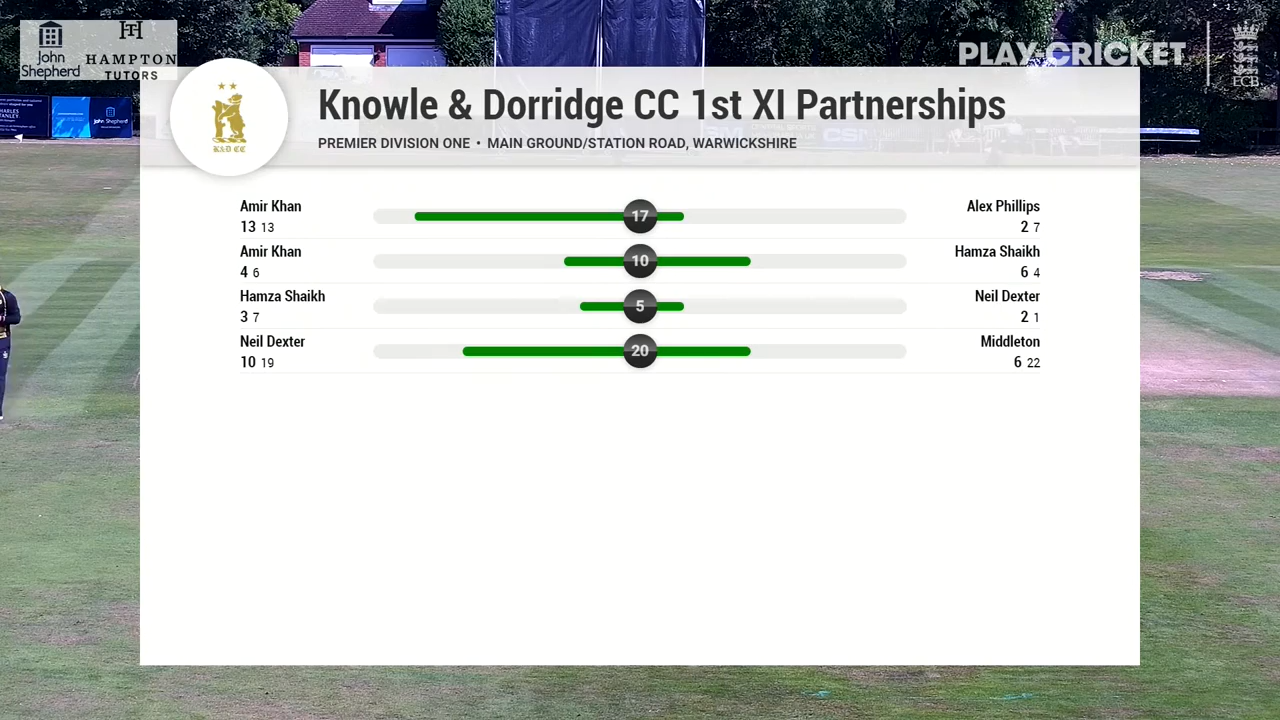 John
Shepherd
HAMPTON
TUTORS
PLAY-CRICKET
ECB
John Shepherd
K&D CC
Knowle & Dorridge CC 1st XI Partnerships
PREMIER DIVISION ONE • MAIN GROUND/STATION ROAD, WARWICKSHIRE
Amir Khan 17 Alex Phillips
13 13 2 7
Amir Khan 10 Hamza Shaikh
4 6 6 4
Hamza Shaikh 5 Neil Dexter
3 7 2 1
Neil Dexter 20 Middleton
10 19 6 22